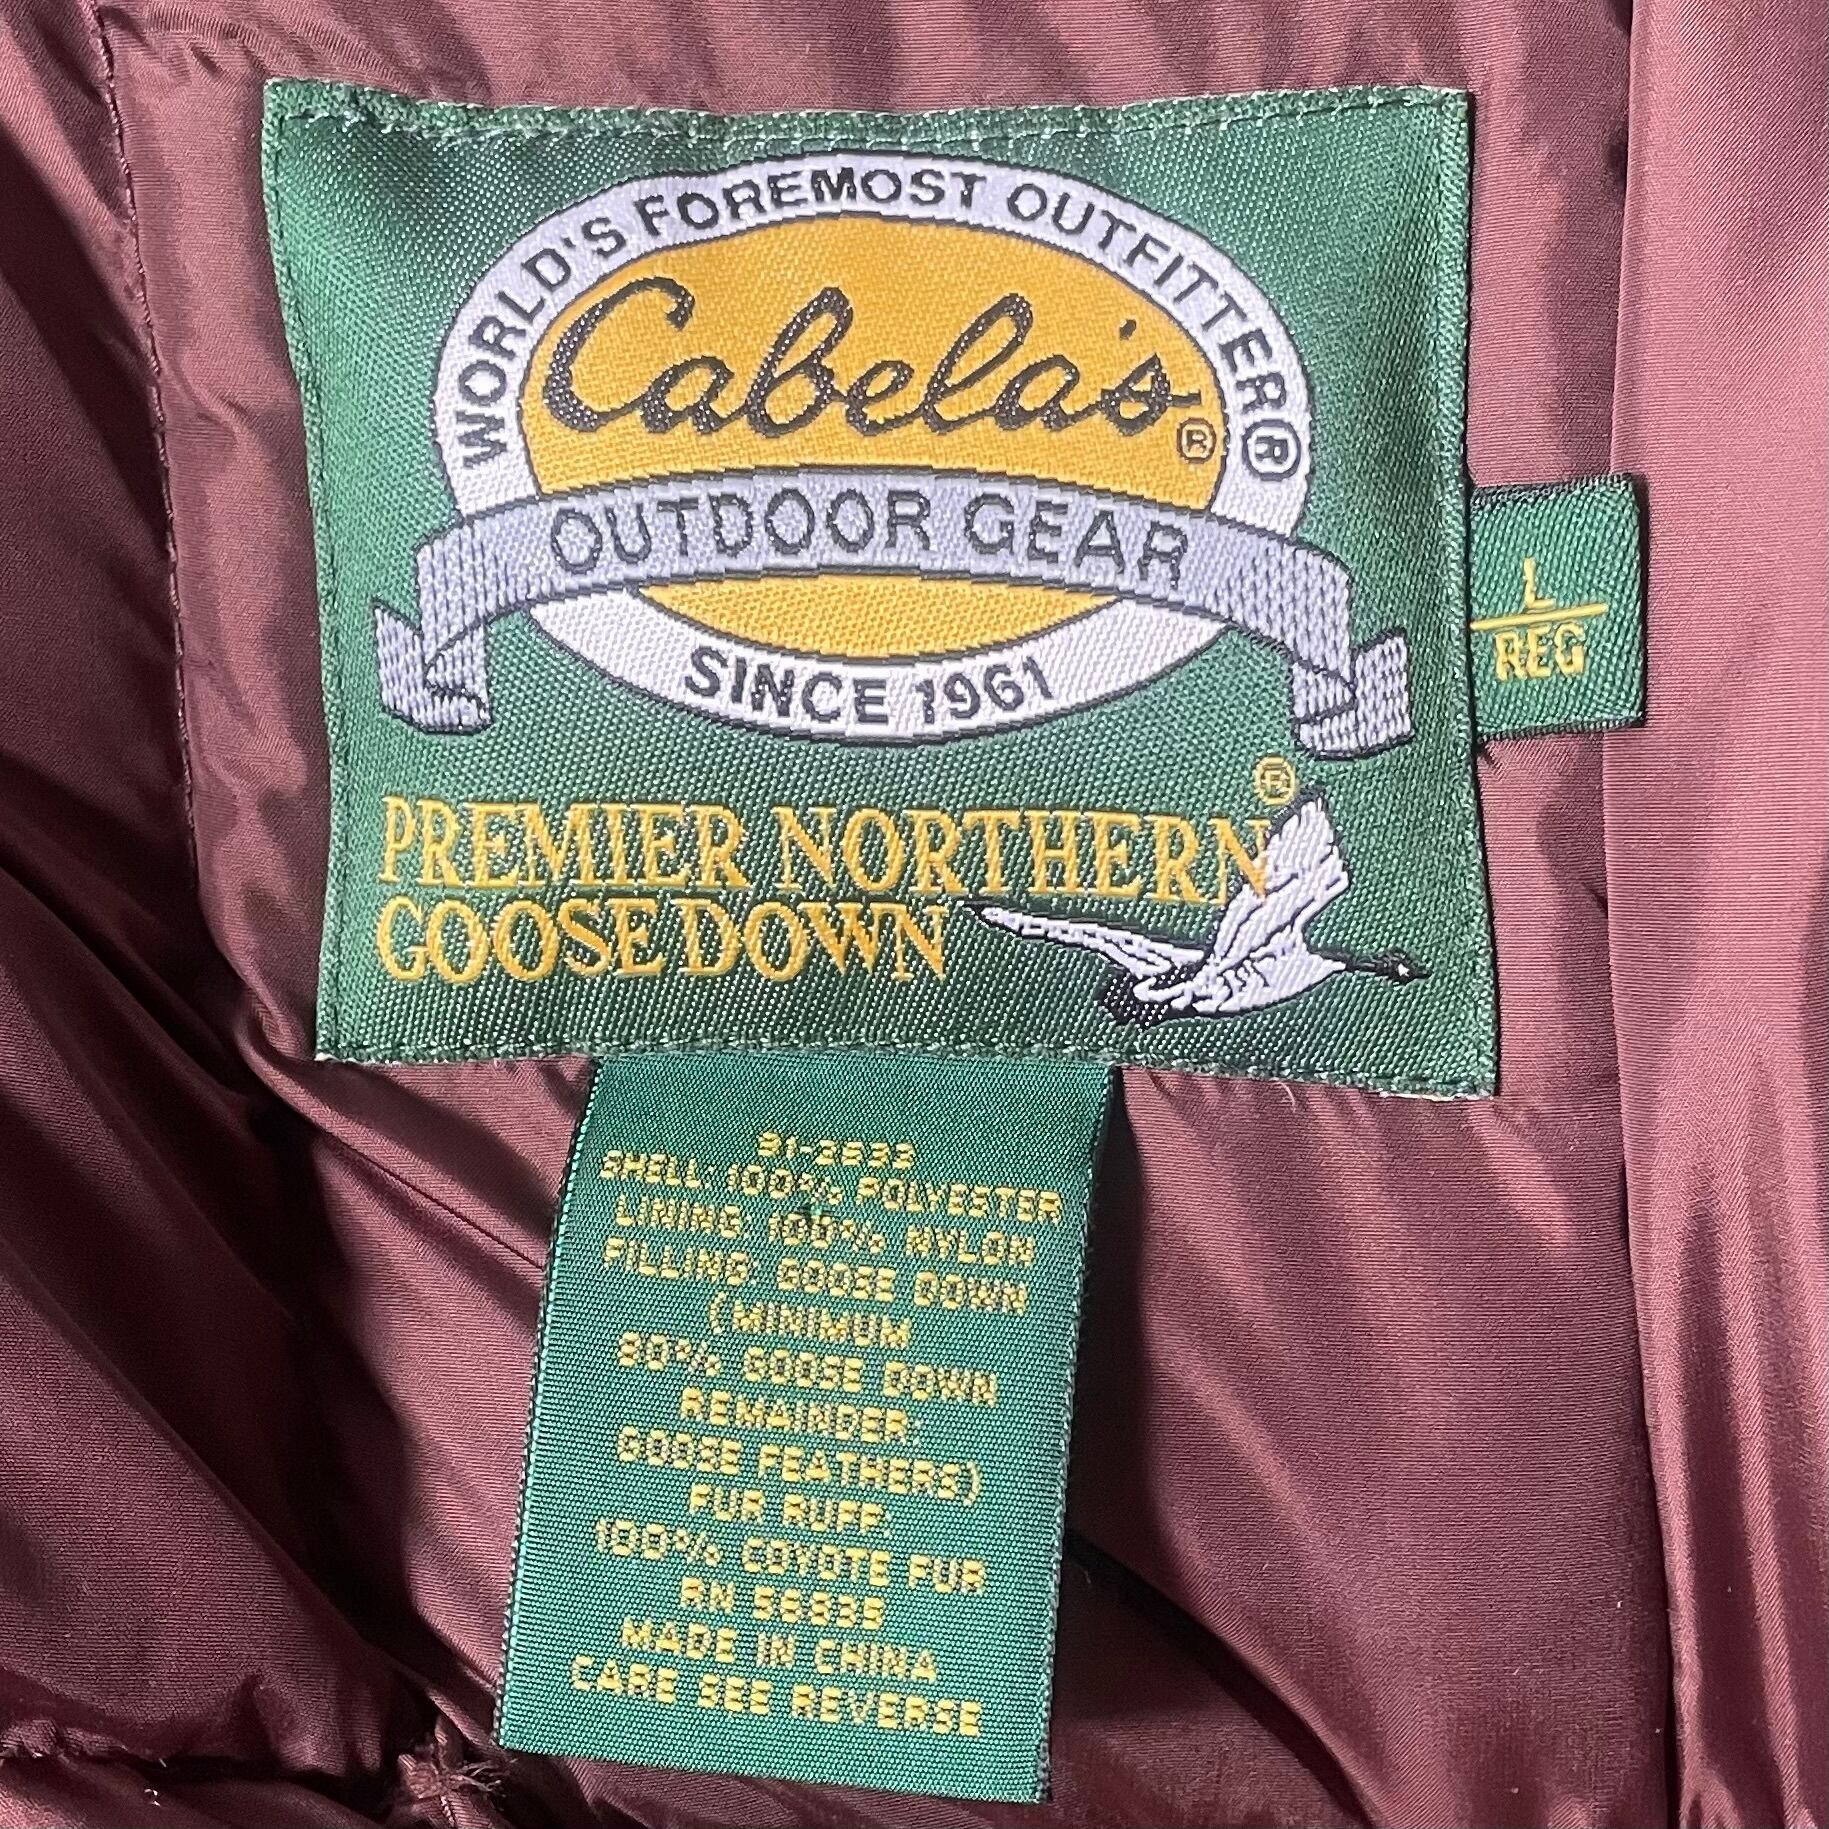 WORLD'S FOREMOST OUTFITTER®
Cabela's®
OUTDOOR GEAR
SINCE 1961
PREMIER NORTHERN®
GOOSE DOWN
L
REG
SHELL: 100% POLYESTER
LINING: 100% NYLON
FILLING: GOOSE DOWN
(MINIMUM
80% GOOSE DOWN
REMAINDER:
GOOSE FEATHERS)
FUR RUFF:
100% COYOTE FUR
RN 56835
MADE IN CHINA
CARE SEE REVERSE